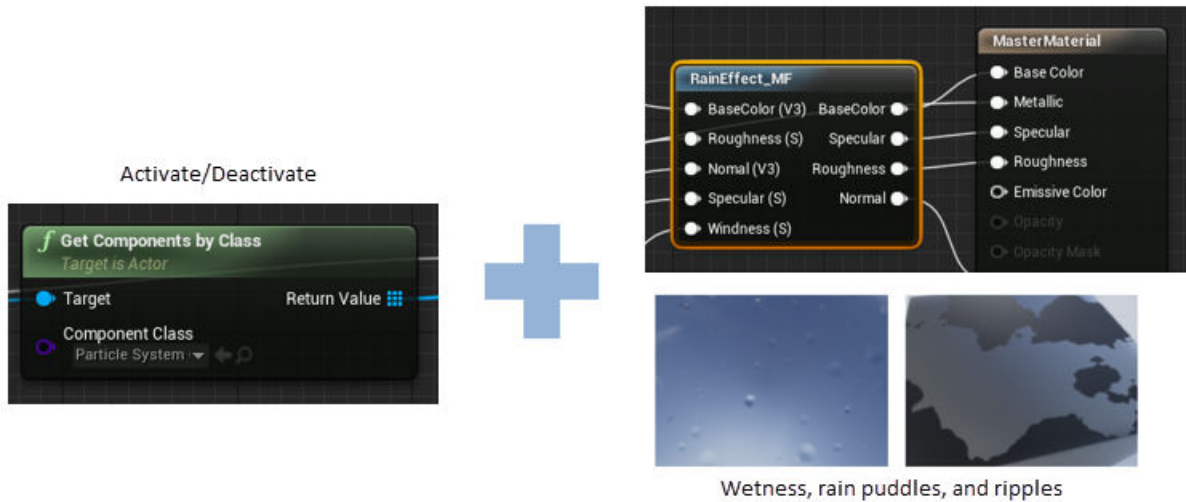 Activate/Deactivate
f Get Components by Class
Target is Actor
Target
Return Value
Component Class
Particle System
RainEffect_MF
BaseColor (V3) BaseColor
Roughness (S) Specular
Nomal (V3) Roughness
Specular (S) Normal
Windness (S)
MasterMaterial
Base Color
Metallic
Specular
Roughness
Emissive Color
Opacity
Opacity Mask
Wetness, rain puddles, and ripples